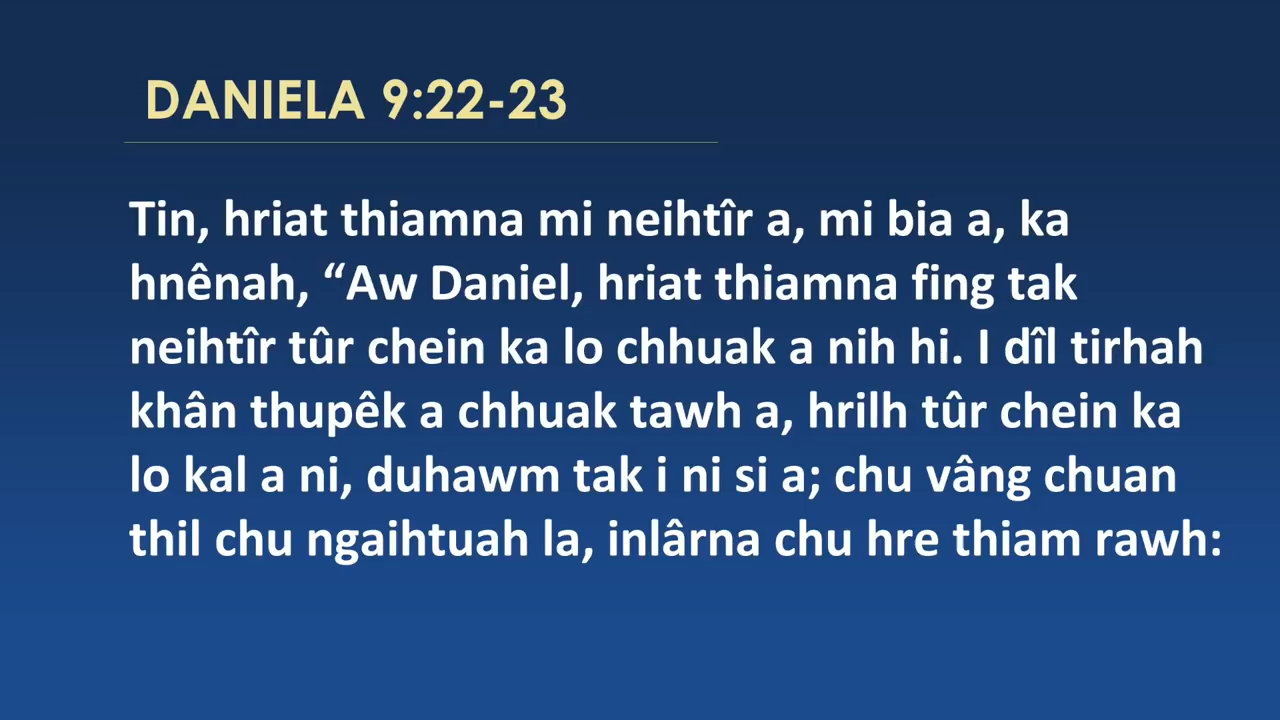 DANIELA 9:22-23
Tin, hriat thiamna mi neihtîr a, mi bia a, ka
hnênah, “Aw Daniel, hriat thiamna fing tak
neihtîr tûr chein ka lo chhuak a nih hi. I dîl tirhah
khân thupêk a chhuak tawh a, hrilh tûr chein ka
lo kal a ni, duhawm tak i ni si a; chu vâng chuan
thil chu ngaihtuah la, inlârna chu hre thiam rawh: